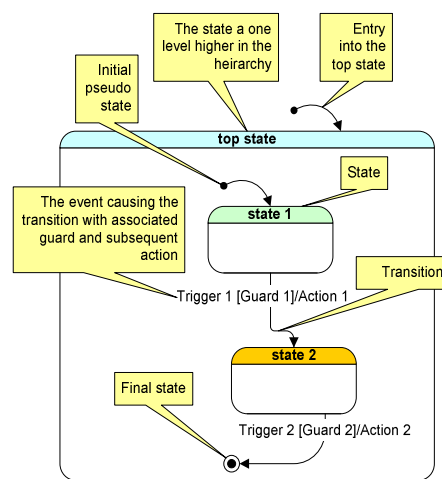 The state a one
level higher in the
heirarchy
Entry
into the
top state
Initial
pseudo
state
top state
State
The event causing the
transition with associated
guard and subsequent
action
state 1
Transition
Trigger 1 [Guard 1]/Action 1
state 2
Final state
Trigger 2 [Guard 2]/Action 2